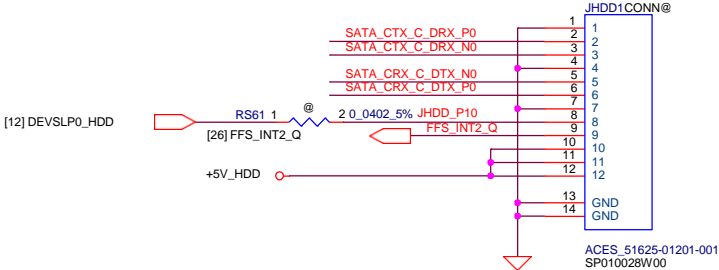 JHDD1CONN@
1 1
SATA_CTX_C_DRX_P0 2 2
SATA_CTX_C_DRX_N0 3 3
4 4
SATA_CRX_C_DTX_N0 5 5
SATA_CRX_C_DTX_P0 6 6
7 7
[12] DEVSLP0_HDD RS61 1 @ 2 0_0402_5% JHDD_P10 8 8
[26] FFS_INT2_Q FFS_INT2_Q 9 9
10 10
11 11
+5V_HDD 12 12
13 GND
14 GND
ACES_51625-01201-001
SP010028W00